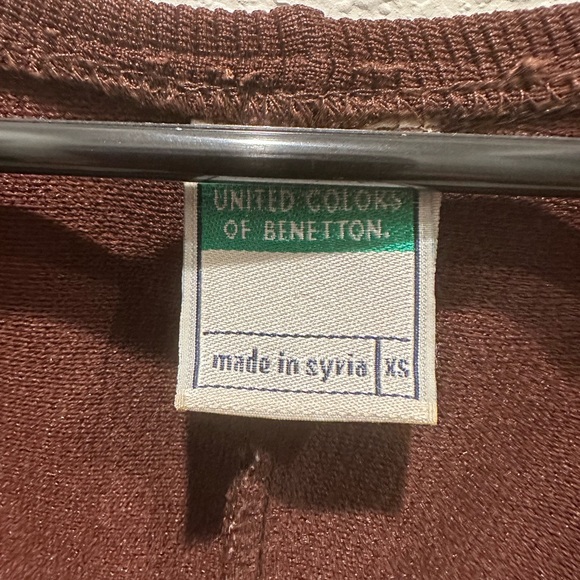 UNITED COLORS
OF BENETTON.
made in syria XS